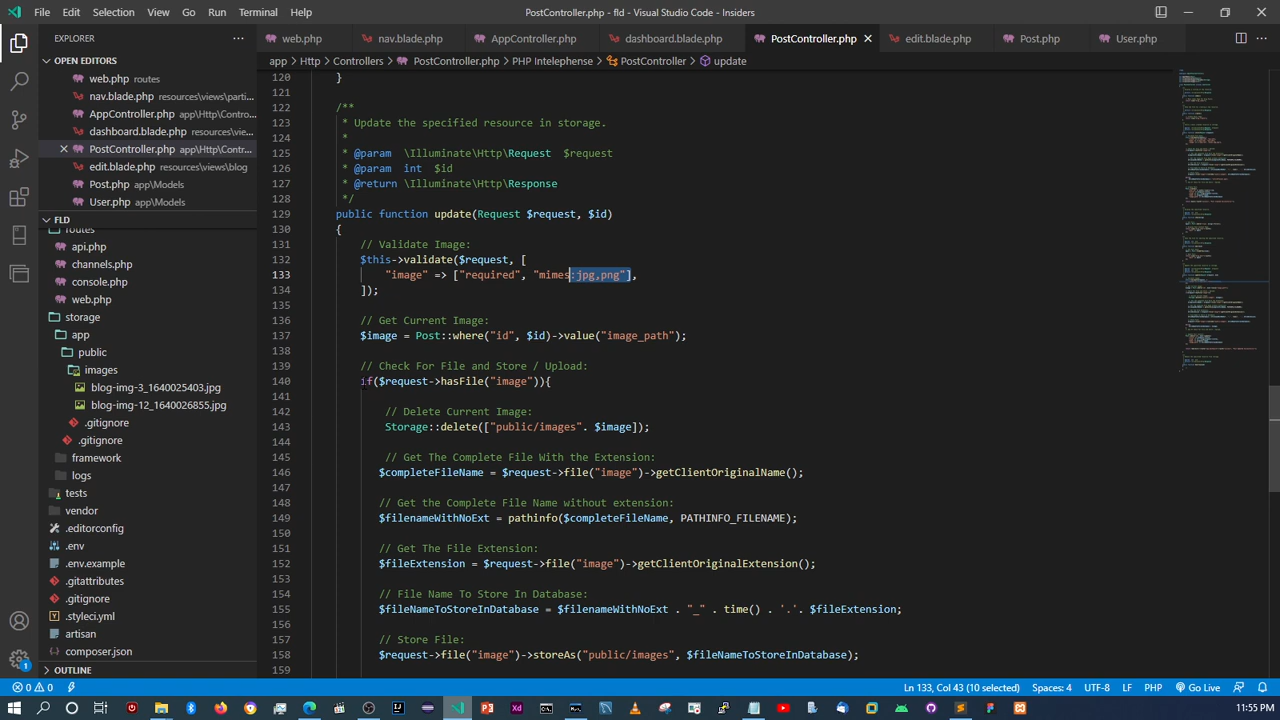 File Edit Selection View Go Run Terminal Help
PostController.php - fld - Visual Studio Code - Insiders
EXPLORER
web.php
nav.blade.php
AppController.php
dashboard.blade.php
PostController.php
edit.blade.php
Post.php
User.php
app > Http > Controllers > PostController.php > PHP Intelephense > PostController > update
OPEN EDITORS
web.php routes
nav.blade.php resources\views\parti...
AppController.php app\Http\Contr...
dashboard.blade.php resources\vie...
PostController.php app\Http\Contr...
edit.blade.php resources\views\blog
Post.php app\Models
User.php app\Models
FLD
routes
api.php
channels.php
console.php
web.php
storage
app
public
images
blog-img-3_1640025403.jpg
blog-img-12_1640026855.jpg
.gitignore
.gitignore
framework
logs
tests
vendor
.editorconfig
.env
.env.example
.gitattributes
.gitignore
.styleci.yml
artisan
composer.json
OUTLINE
120 }
121
122 /**
123 * Update the specified resource in storage.
124 *
125 * @param \Illuminate\Http\Request $request
126 * @param int $id
127 * @return \Illuminate\Http\Response
128 */
129 public function update(Request $request, $id)
130 {
131 // Validate Image:
132 $this->validate($request, [
133 "image" => ["required", "mimes:jpg,png"],
134 ]);
135
136 // Get Current Image
137 $id)->value("image_path");
138
139 // Check For File and
140 if($request->hasFile("image")){
141
142 // Delete Current Image:
143 Storage::delete(["public/images". $image]);
144
145 // Get The Complete File With the Extension:
146 $completeFileName = $request->file("image")->getClientOriginalName();
147
148 // Get the Complete File Name without extension:
149 $filenameWithNoExt = pathinfo($completeFileName, PATHINFO_FILENAME);
150
151 // Get The File Extension:
152 $fileExtension = $request->file("image")->getClientOriginalExtension();
153
154 // File Name To Store In Database:
155 $fileNameToStoreInDatabase = $filenameWithNoExt . "_" . time() . '.'. $fileExtension;
156
157 // Store File:
158 $request->file("image")->storeAs("public/images", $fileNameToStoreInDatabase);
159
0 0 Ln 133, Col 43 (10 selected) Spaces: 4 UTF-8 LF PHP Go Live
11:55 PM